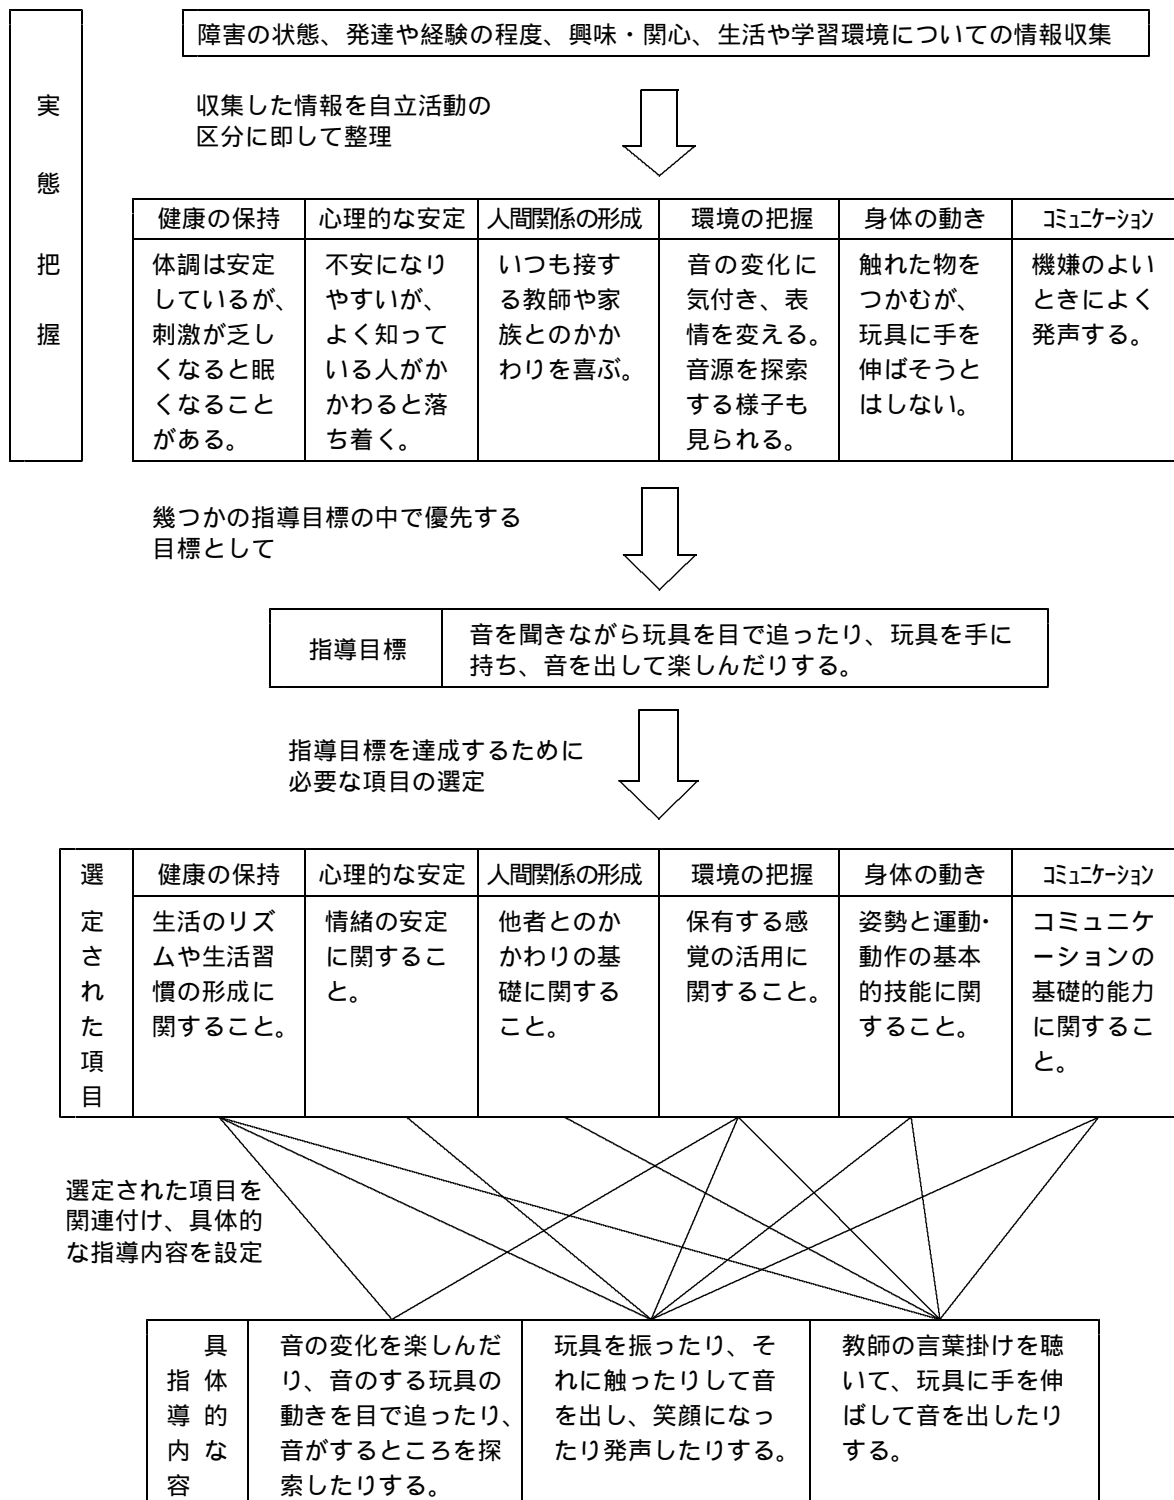 障害の状態、発達や経験の程度、興味・関心、生活や学習環境についての情報収集
実
態
把
握
収集した情報を自立活動の
区分に即して整理
健康の保持
体調は安定
しているが、
刺激が乏し
くなると眠
くなること
がある。
心理的な安定
不安になり
やすいが、
よく知って
いる人がか
かわると落
ち着く。
人間関係の形成
いつも接す
る教師や家
族とのかか
わりを喜ぶ。
環境の把握
音の変化に
気付き、表
情を変える。
音源を探索
する様子も
見られる。
身体の動き
触れた物を
つかむが、
玩具に手を
伸ばそうと
はしない。
コミュニケーション
機嫌のよい
ときによく
発声する。
幾つかの指導目標の中で優先する
目標として
指導目標
音を聞きながら玩具を目で追ったり、玩具を手に
持ち、音を出して楽しんだりする。
指導目標を達成するために
必要な項目の選定
選
定
さ
れ
た
項
目
健康の保持
生活のリズ
ムや生活習
慣の形成に
関すること。
心理的な安定
情緒の安定
に関するこ
と。
人間関係の形成
他者とのか
かわりの基
礎に関する
こと。
環境の把握
保有する感
覚の活用に
関すること。
身体の動き
姿勢と運動・
動作の基本
的技能に関
すること。
コミュニケーション
コミュニケ
ーションの
基礎的能力
に関するこ
と。
選定された項目を
関連付け、具体的
な指導内容を設定
具
指 体
導 的
内 な
容
音の変化を楽しんだ
り、音のする玩具の
動きを目で追ったり、
音がするところを探
索したりする。
玩具を振ったり、そ
れに触ったりして音
を出し、笑顔になっ
たり発声したりする。
教師の言葉掛けを聴
いて、玩具に手を伸
ばして音を出したり
する。